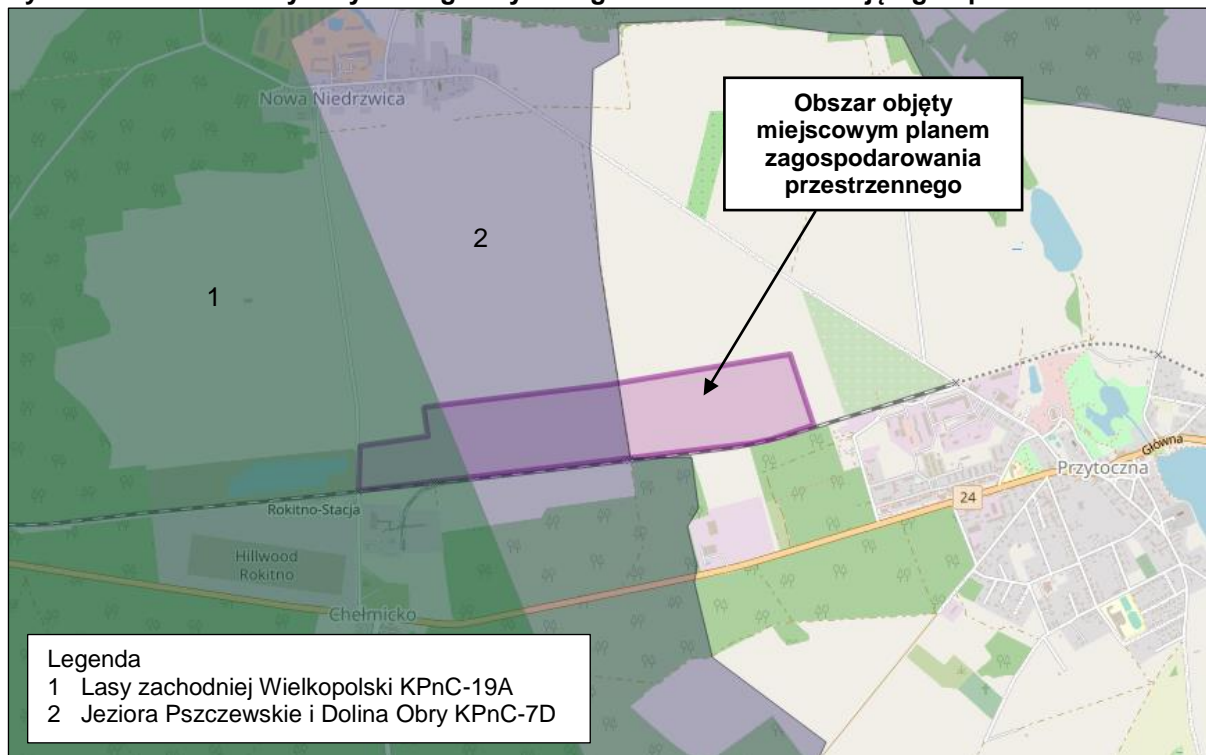 Nowa Niedrzwica
Obszar objęty
miejscowym planem
zagospodarowania
przestrzennego
2
1
Główna
Przytoczna
24
Rokitno-Stacja
Hillwood
Rokitno
Chełmicko
Legenda
1 Lasy zachodniej Wielkopolski KPnC-19A
2 Jeziora Pszczewskie i Dolina Obry KPnC-7D